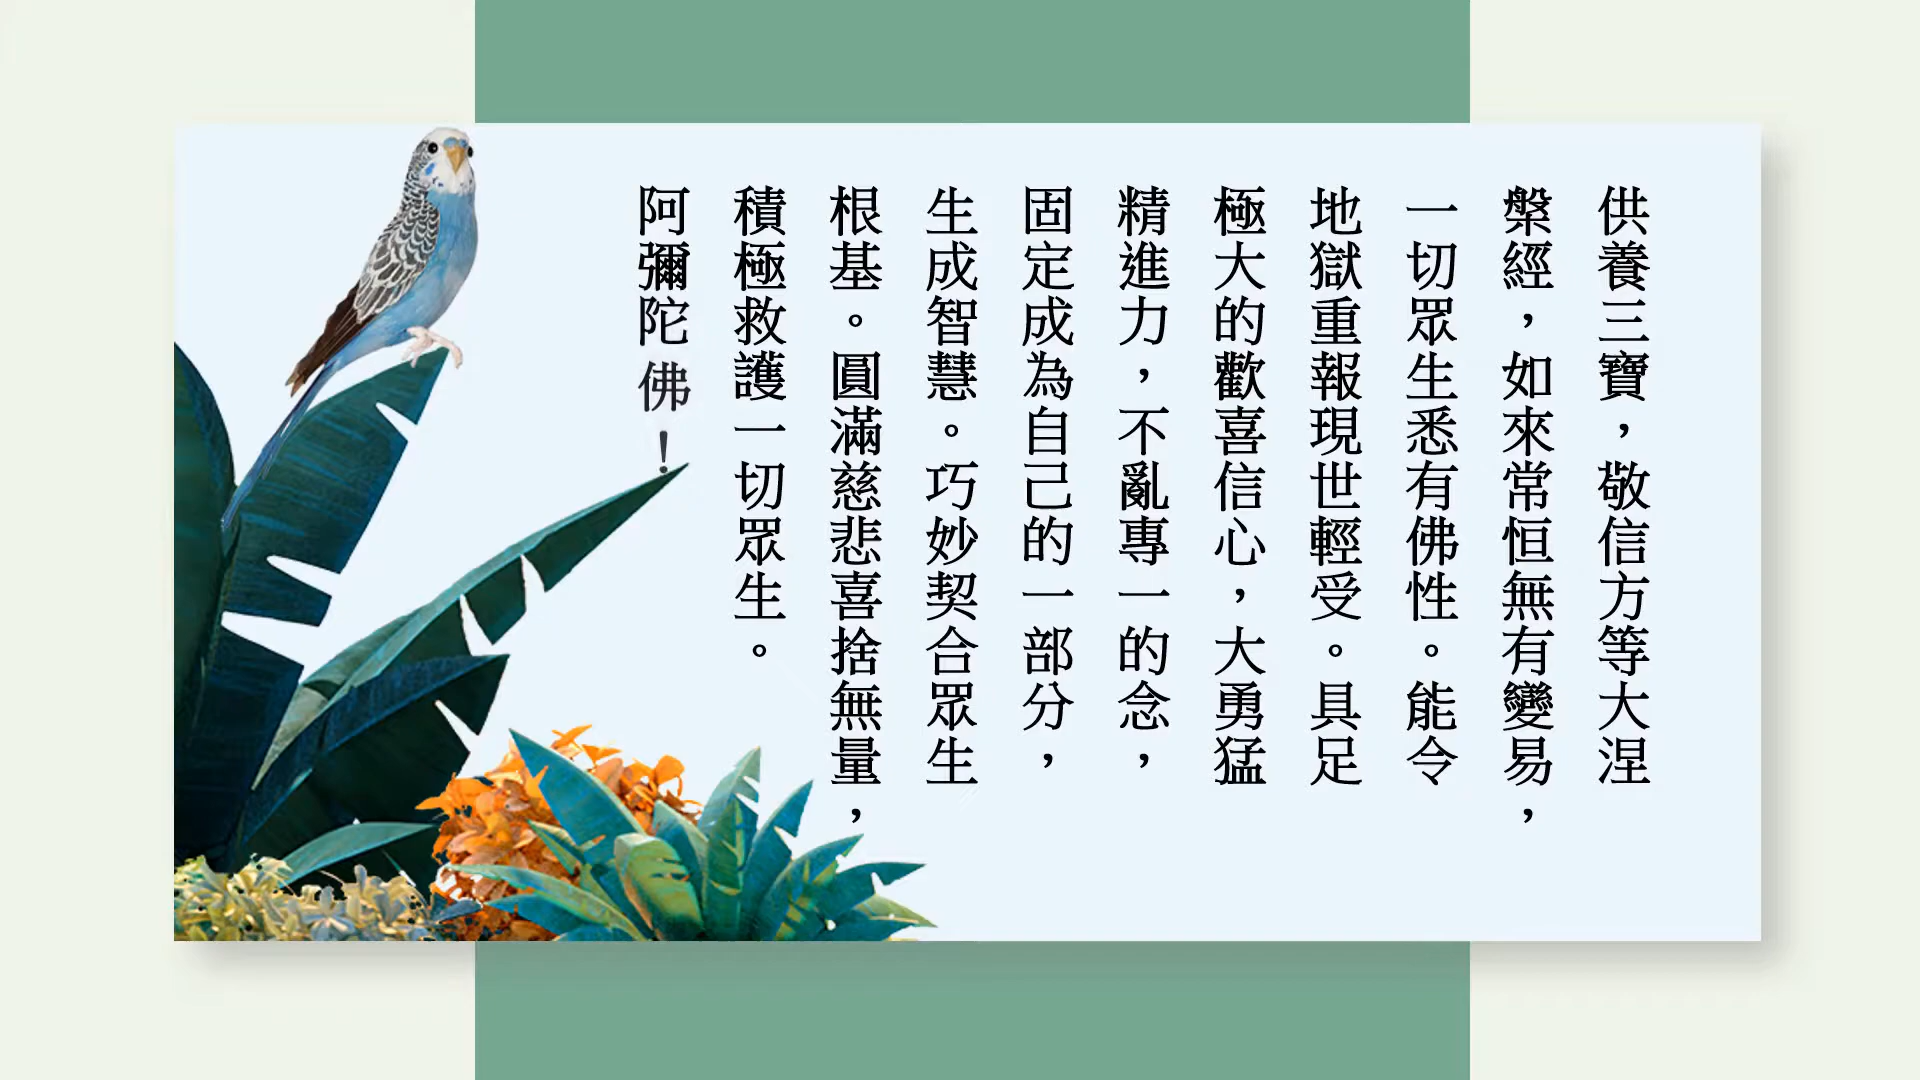 供養三寶，敬信方等大涅
槃經，如來常恒無有變易，
一切眾生悉有佛性。能令
地獄重報現世輕受。具足
極大的歡喜信心，大勇猛
精進力，不亂專一的念，
固定成為自己的一部分，
生成智慧。巧妙契合眾生
根基。圓滿慈悲喜捨無量，
積極救護一切眾生。
阿彌陀佛！